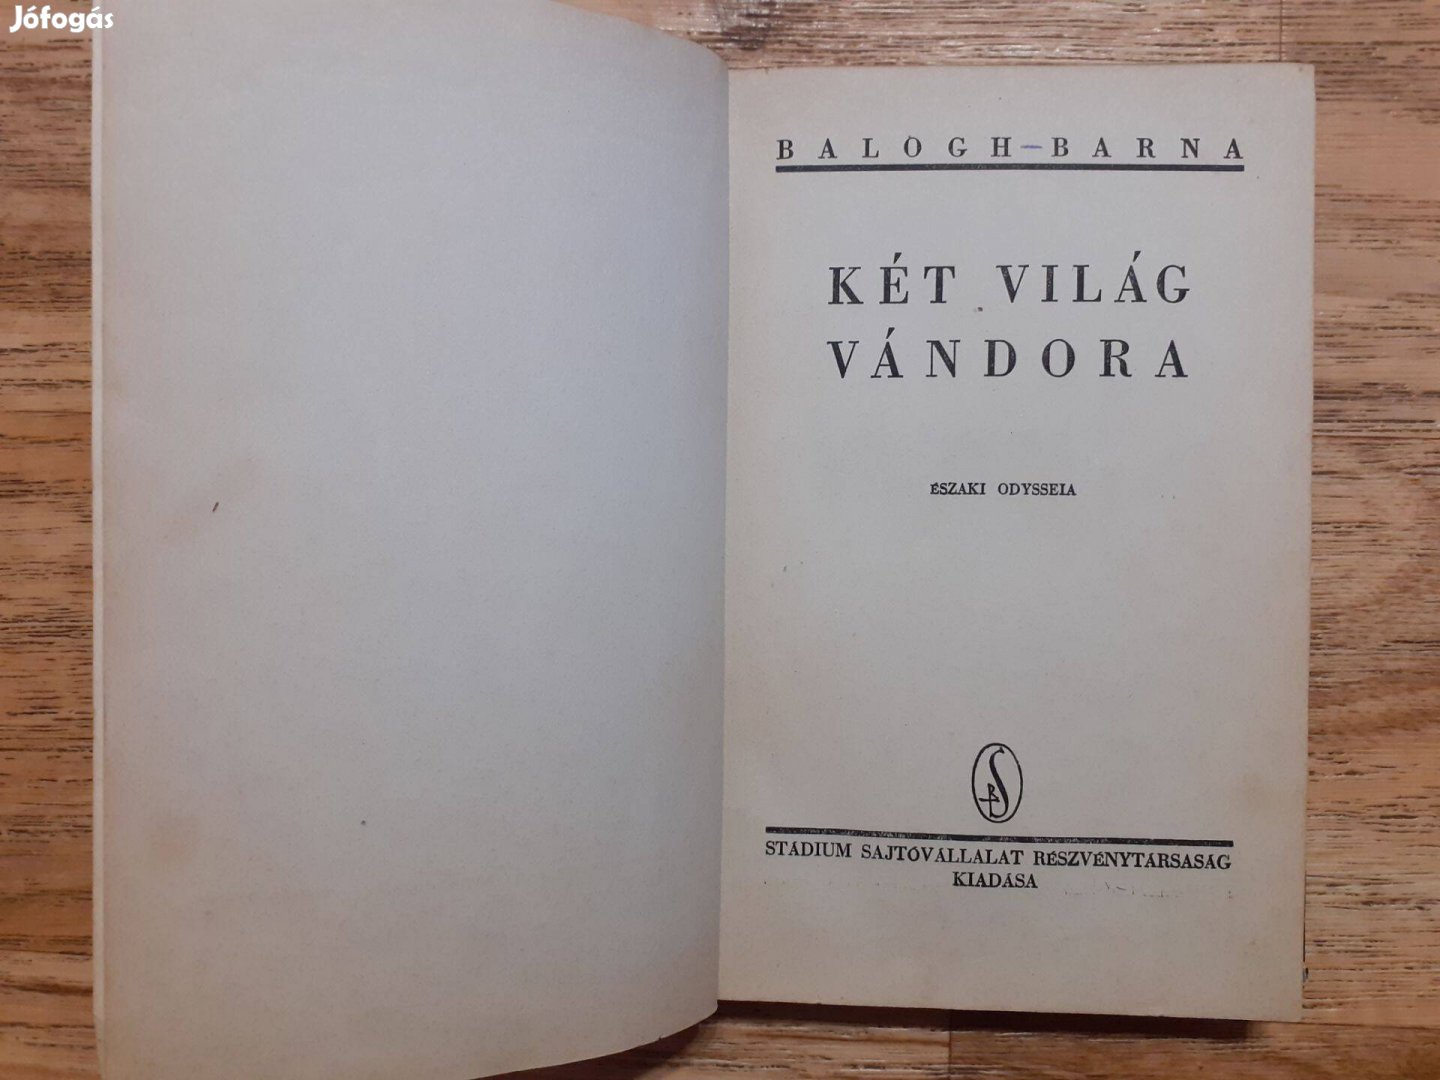 Jófogás
BALOGH-BARNA
KÉT VILÁG
VÁNDORA
ÉSZAKI ODYSSEIA
STÁDIUM SAJTÓVÁLLALAT RÉSZVÉNYTÁRSASÁG
KIADÁSA